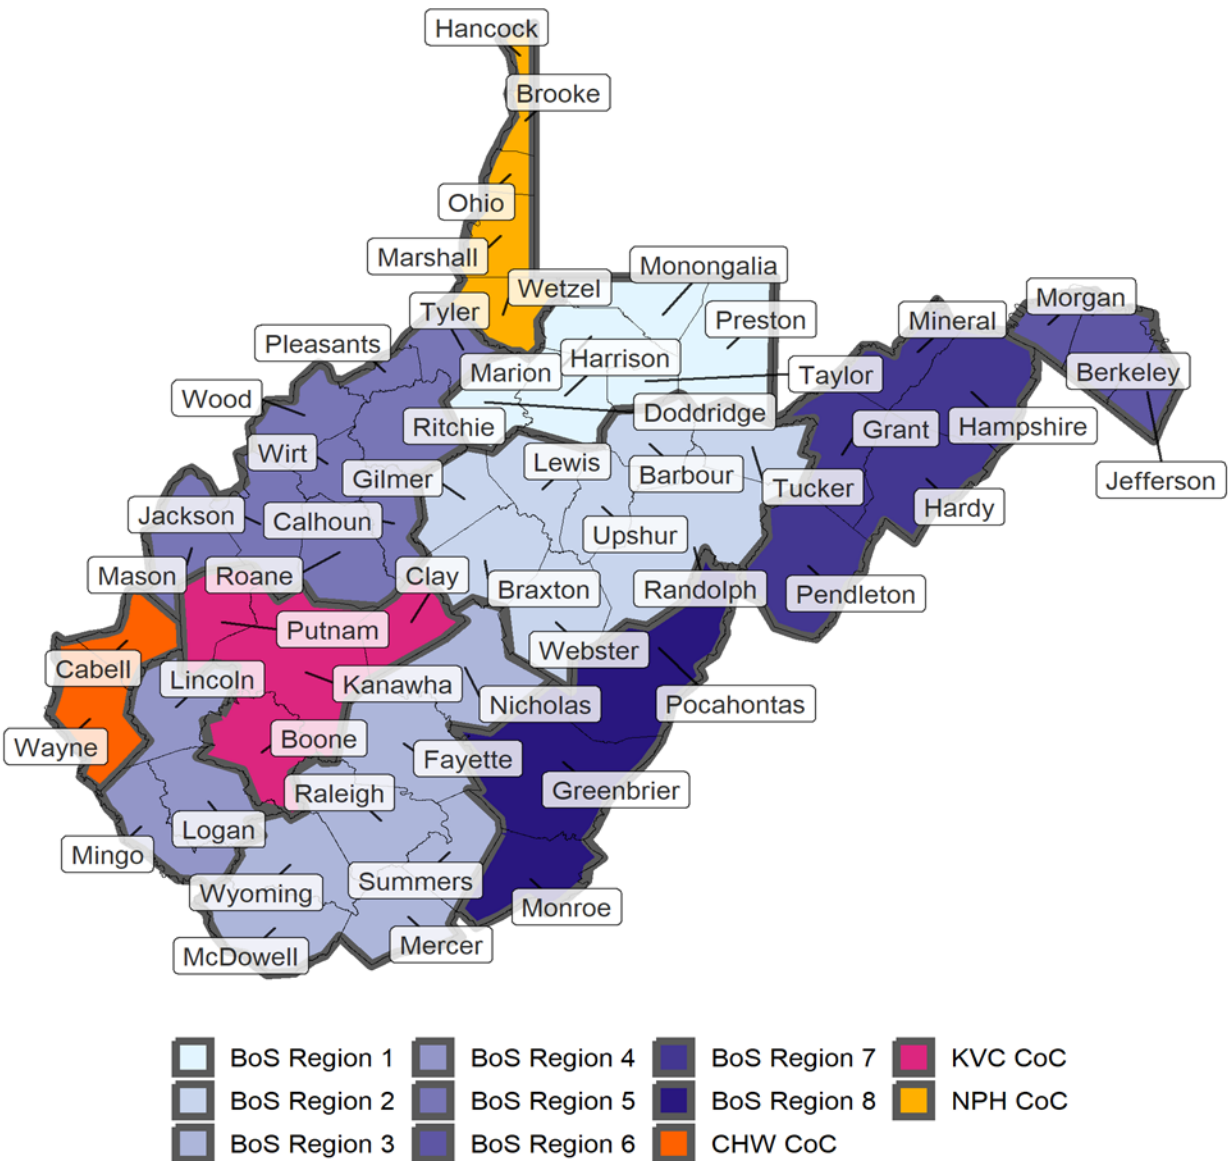 Hancock
Brooke
Ohio
Marshall
Monongalia
Wetzel
Morgan
Tyler
Preston
Mineral
Pleasants
Harrison
Marion
Taylor
Berkeley
Wood
Doddridge
Ritchie
Grant
Hampshire
Wirt
Lewis
Gilmer
Barbour
Tucker
Jefferson
Hardy
Jackson
Calhoun
Upshur
Mason
Roane
Clay
Braxton
Randolph
Pendleton
Putnam
Webster
Cabell
Lincoln
Kanawha
Nicholas
Pocahontas
Wayne
Boone
Fayette
Raleigh
Greenbrier
Logan
Mingo
Wyoming
Summers
Monroe
McDowell
Mercer
BoS Region 1
BoS Region 4
BoS Region 7
KVC CoC
BoS Region 2
BoS Region 5
BoS Region 8
NPH CoC
BoS Region 3
BoS Region 6
CHW CoC